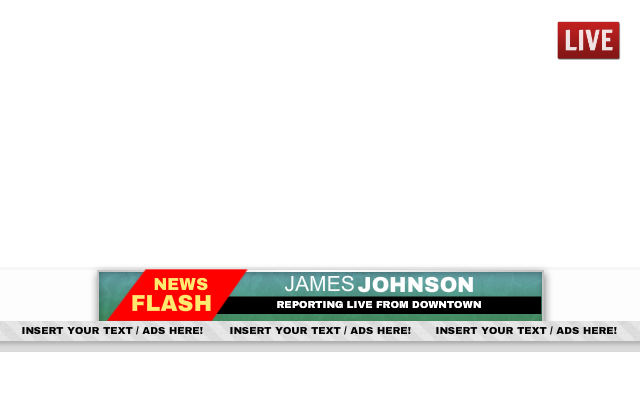 LIVE
NEWS
FLASH
JAMES JOHNSON
REPORTING LIVE FROM DOWNTOWN
INSERT YOUR TEXT / ADS HERE! INSERT YOUR TEXT / ADS HERE! INSERT YOUR TEXT / ADS HERE!